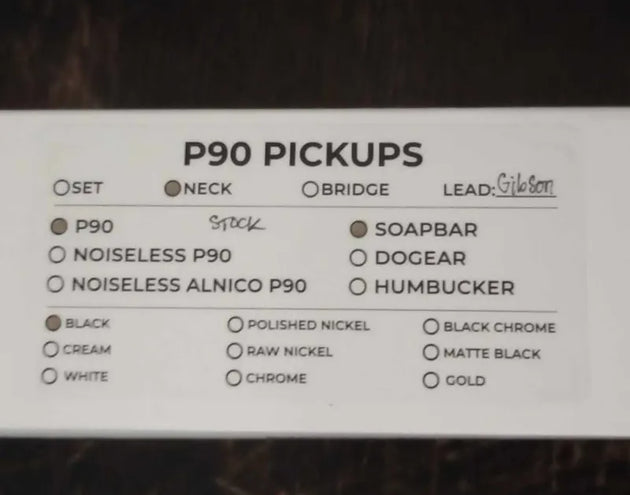 P90 PICKUPS
SET NECK BRIDGE LEAD: Gibson
P90 STOCK SOAPBAR
NOISELESS P90 DOGEAR
NOISELESS ALNICO P90 HUMBUCKER
BLACK POLISHED NICKEL BLACK CHROME
CREAM RAW NICKEL MATTE BLACK
WHITE CHROME GOLD